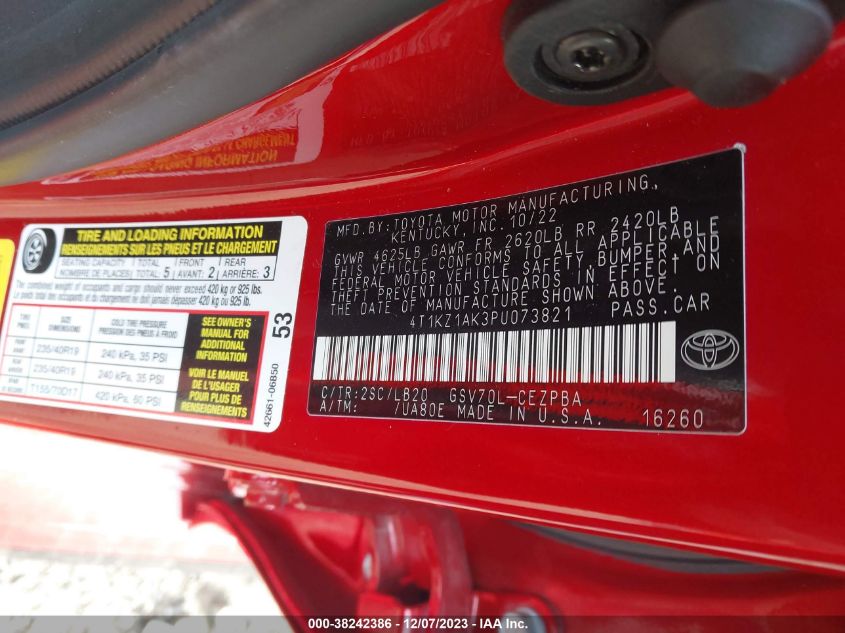 TIRE AND LOADING INFORMATION
RENSEIGNEMENTS SUR LES PNEUS ET LE CHARGEMENT
SEATING CAPACITY TOTAL 5 FRONT 2 REAR 3
NOMBRE DE PLACES TOTAL AVANT ARRIÈRE
The combined weight of occupants and cargo should never exceed 420 kg or 925 lbs.
Le poids total des occupants et du chargement ne doit jamais dépasser 420 kg ou 925 lb.
235/40R19 240 kPa, 35 PSI
235/40R19 240 kPa, 35 PSI
T155/70D17 420 kPa, 60 PSI
SEE OWNER'S
MANUAL FOR
ADDITIONAL
INFORMATION
VOIR LE MANUEL
DE L'USAGER
POUR PLUS DE
RENSEIGNEMENTS
53
42661-06B50
MFD.BY:TOYOTA MOTOR MANUFACTURING,
KENTUCKY, INC. 10/22
GVWR 4625LB GAWR FR 2620LB RR 2420LB
THIS VEHICLE CONFORMS TO ALL APPLICABLE
FEDERAL MOTOR VEHICLE SAFETY,BUMPER AND
THEFT PREVENTION STANDARDS IN EFFECT ON
THE DATE OF MANUFACTURE SHOWN ABOVE.
4T1KZ1AK3PU073821 PASS.CAR
C/TR:2SC/LB20 GSV70L-CEZPBA
A/TM: /UA80E MADE IN U.S.A. 16260
000-38242386 - 12/07/2023 - IAA Inc.